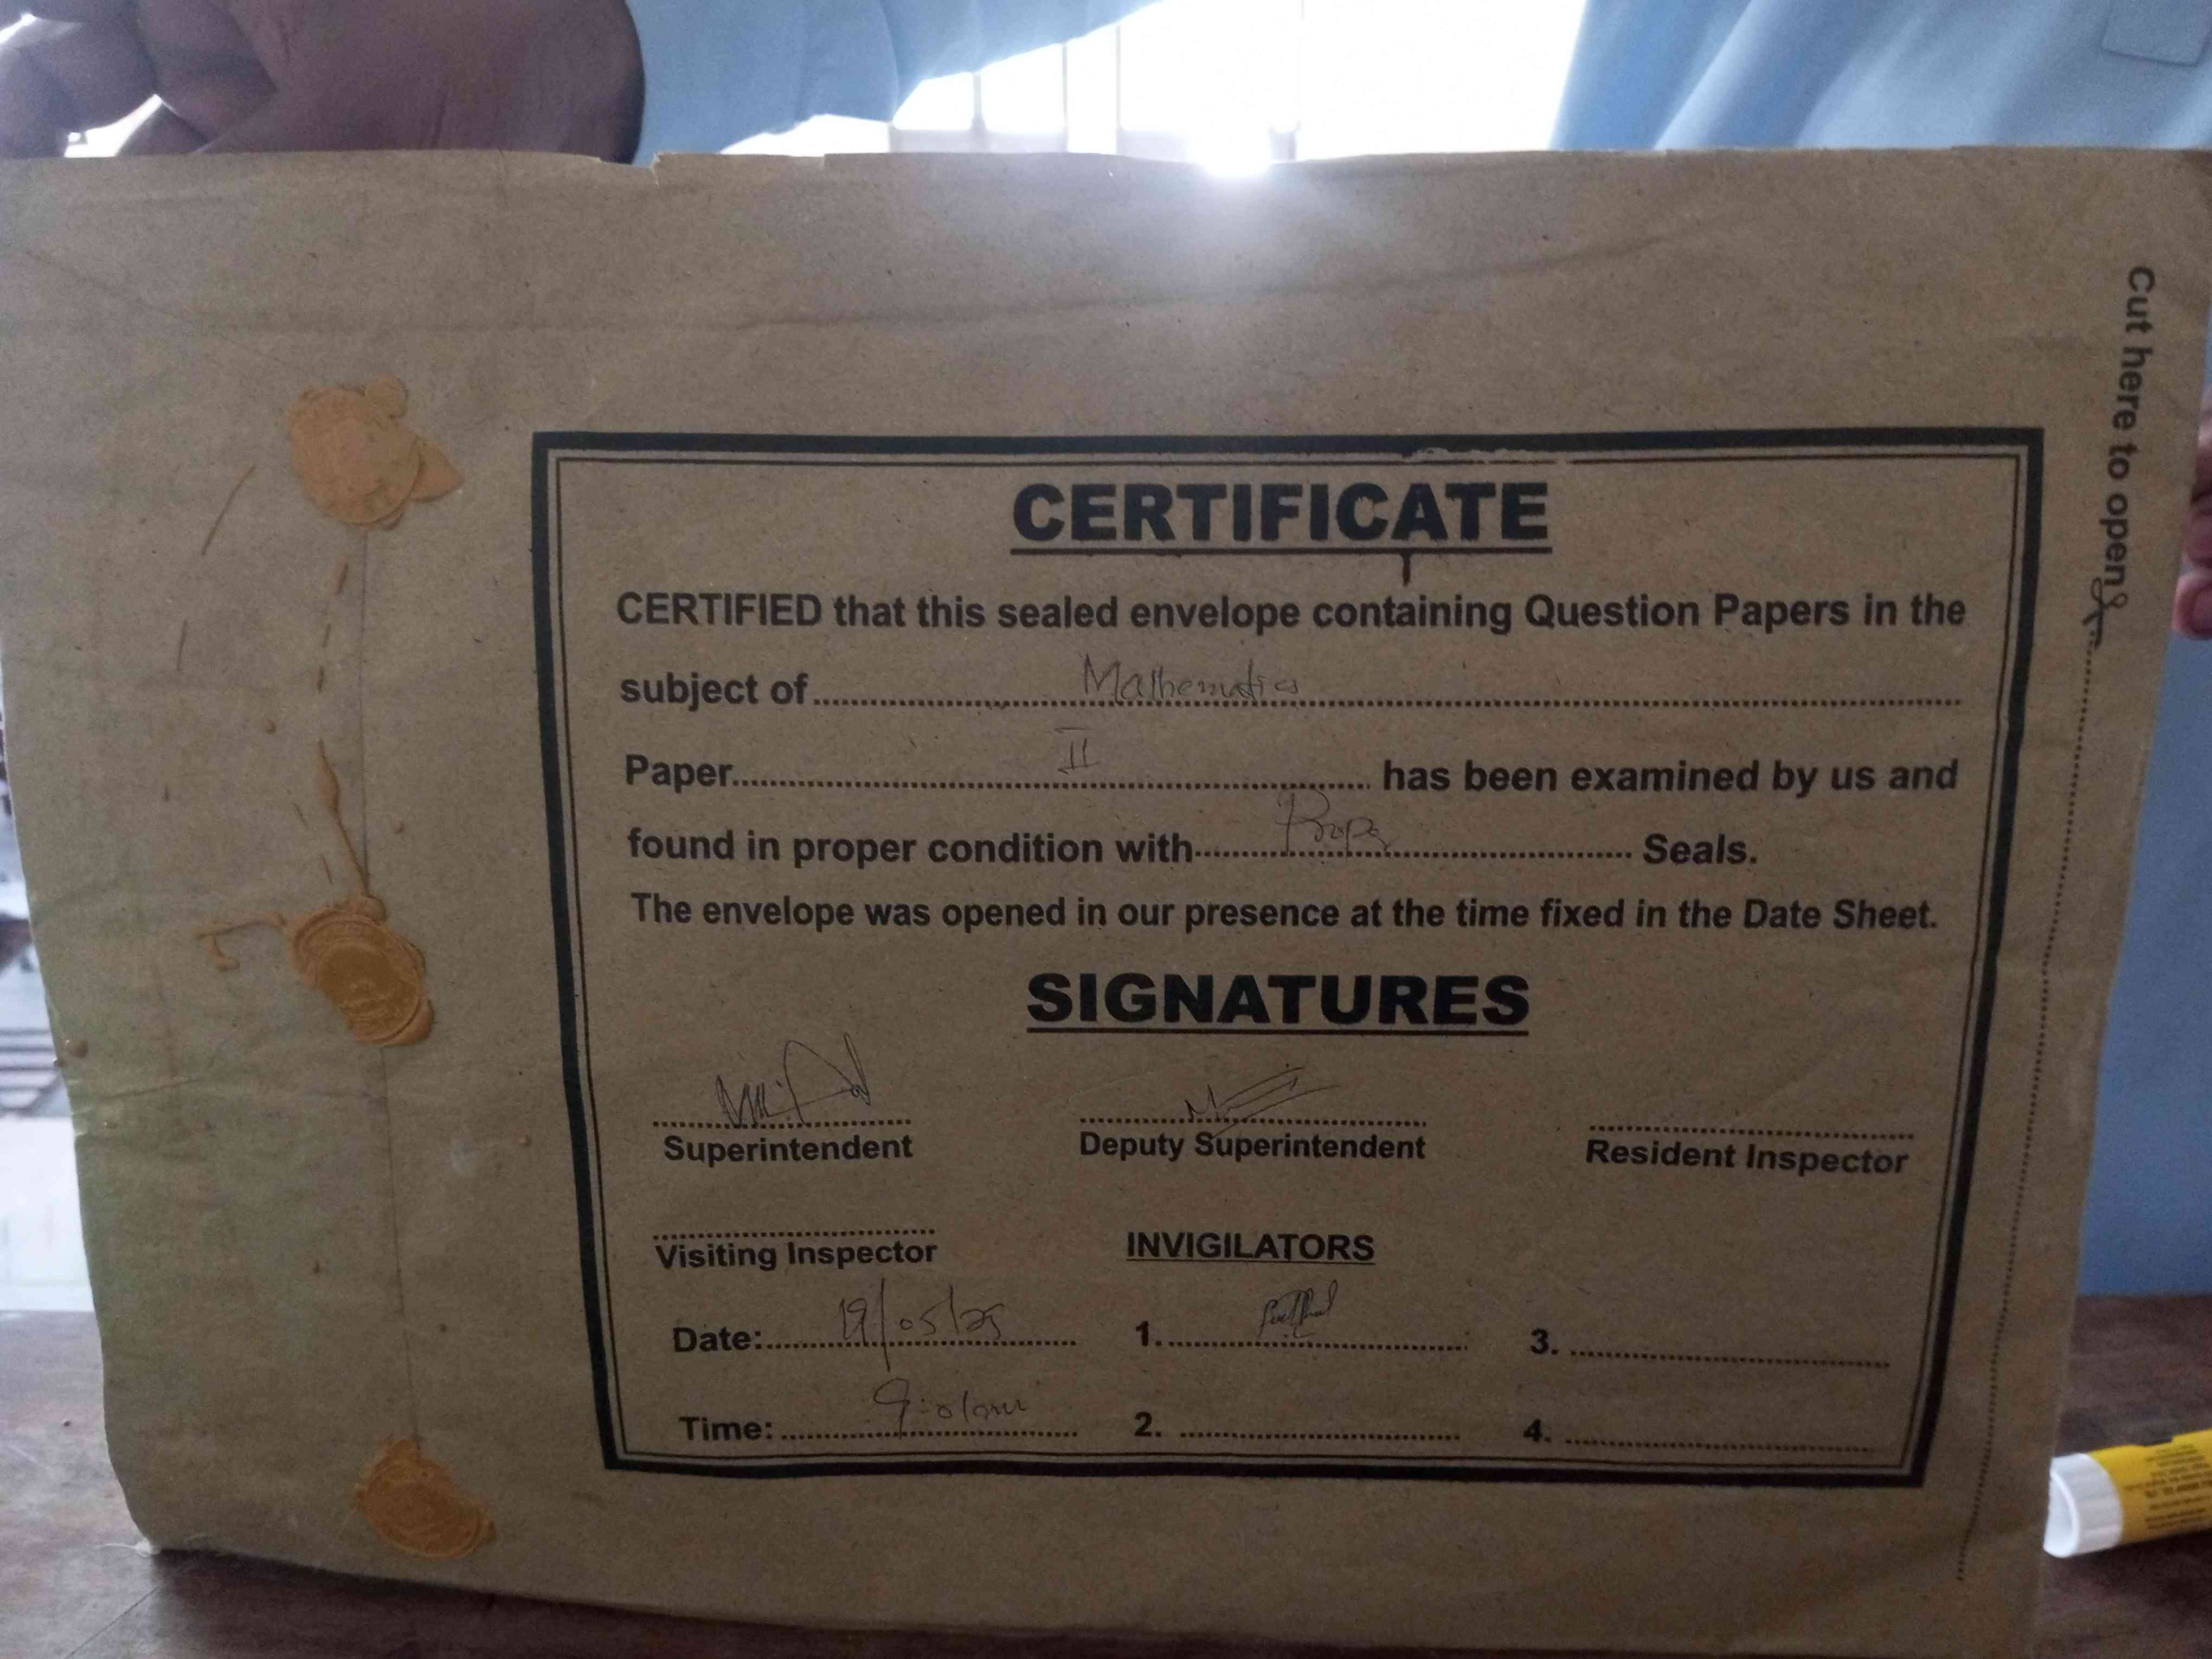 CERTIFICATE
CERTIFIED that this sealed envelope containing Question Papers in the
subject of Mathematics
Paper II has been examined by us and
found in proper condition with Proper Seals.
The envelope was opened in our presence at the time fixed in the Date Sheet.
SIGNATURES
Superintendent Deputy Superintendent Resident Inspector
Visiting Inspector INVIGILATORS
Date: 19/05/25 1. 3.
Time: 9:01am 2. 4.
Cut here to open